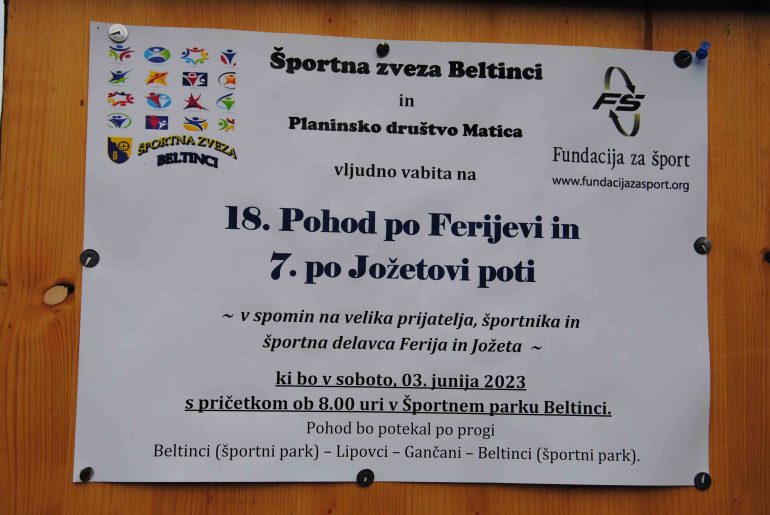 ŠPORTNA ZVEZA
BELTINCI
Športna zveza Beltinci
in
Planinsko društvo Matica
vljudno vabita na
FS
Fundacija za šport
www.fundacijazasport.org
18. Pohod po Ferijevi in
7. po Jožetovi poti
~ v spomin na velika prijatelja, športnika in
športna delavca Ferija in Jožeta ~
ki bo v soboto, 03. junija 2023
s pričetkom ob 8.00 uri v Športnem parku Beltinci.
Pohod bo potekal po progi
Beltinci (športni park) – Lipovci – Gančani – Beltinci (športni park).